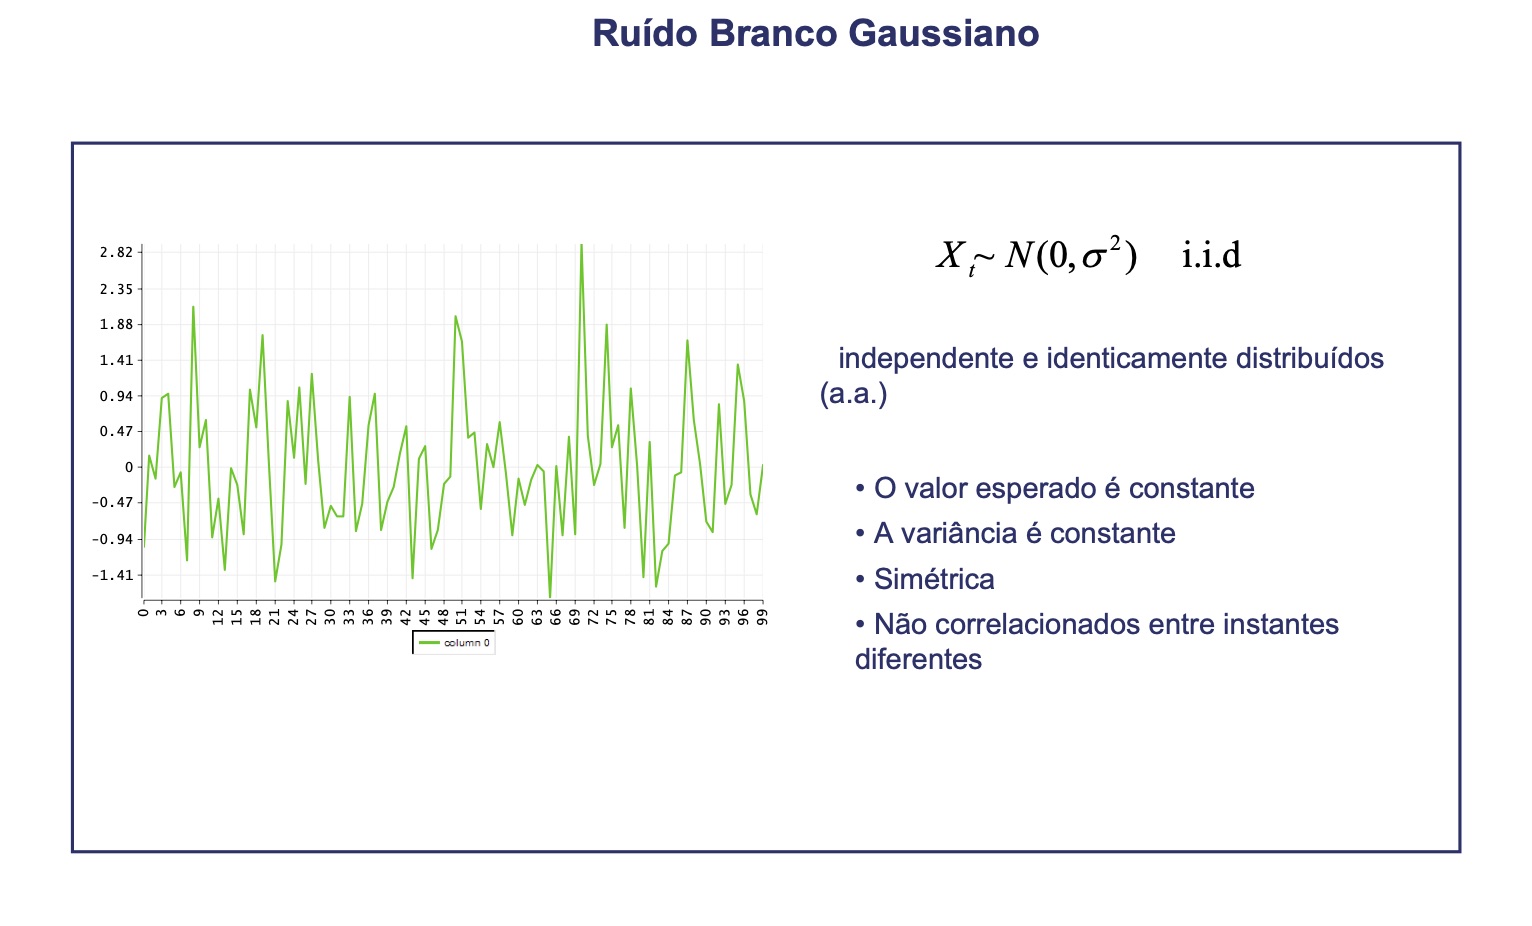 Ruído Branco Gaussiano
2.82
2.35
1.88
1.41
0.94
0.47
0
-0.47
-0.94
-1.41
0 3 6 9 12 15 18 21 24 27 30 33 36 39 42 45 48 51 54 57 60 63 66 69 72 75 78 81 84 87 90 93 96 99
column 0
X_t ~ N(0, σ²) i.i.d
independente e identicamente distribuídos
(a.a.)
• O valor esperado é constante
• A variância é constante
• Simétrica
• Não correlacionados entre instantes
diferentes